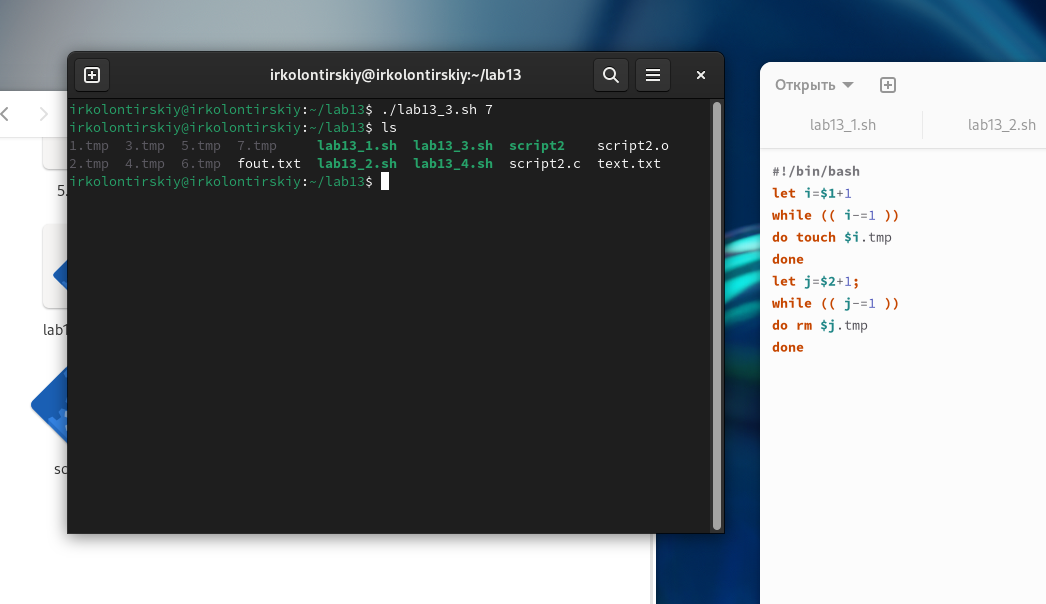 irkolontirskiy@irkolontirskiy:~/lab13
irkolontirskiy@irkolontirskiy:~/lab13$ ./lab13_3.sh 7
irkolontirskiy@irkolontirskiy:~/lab13$ ls
1.tmp 3.tmp 5.tmp 7.tmp lab13_1.sh lab13_3.sh script2 script2.o
2.tmp 4.tmp 6.tmp fout.txt lab13_2.sh lab13_4.sh script2.c text.txt
irkolontirskiy@irkolontirskiy:~/lab13$
5.
lab1
sc
Открыть
lab13_1.sh lab13_2.sh
#!/bin/bash
let i=$1+1
while (( i-=1 ))
do touch $i.tmp
done
let j=$2+1;
while (( j-=1 ))
do rm $j.tmp
done